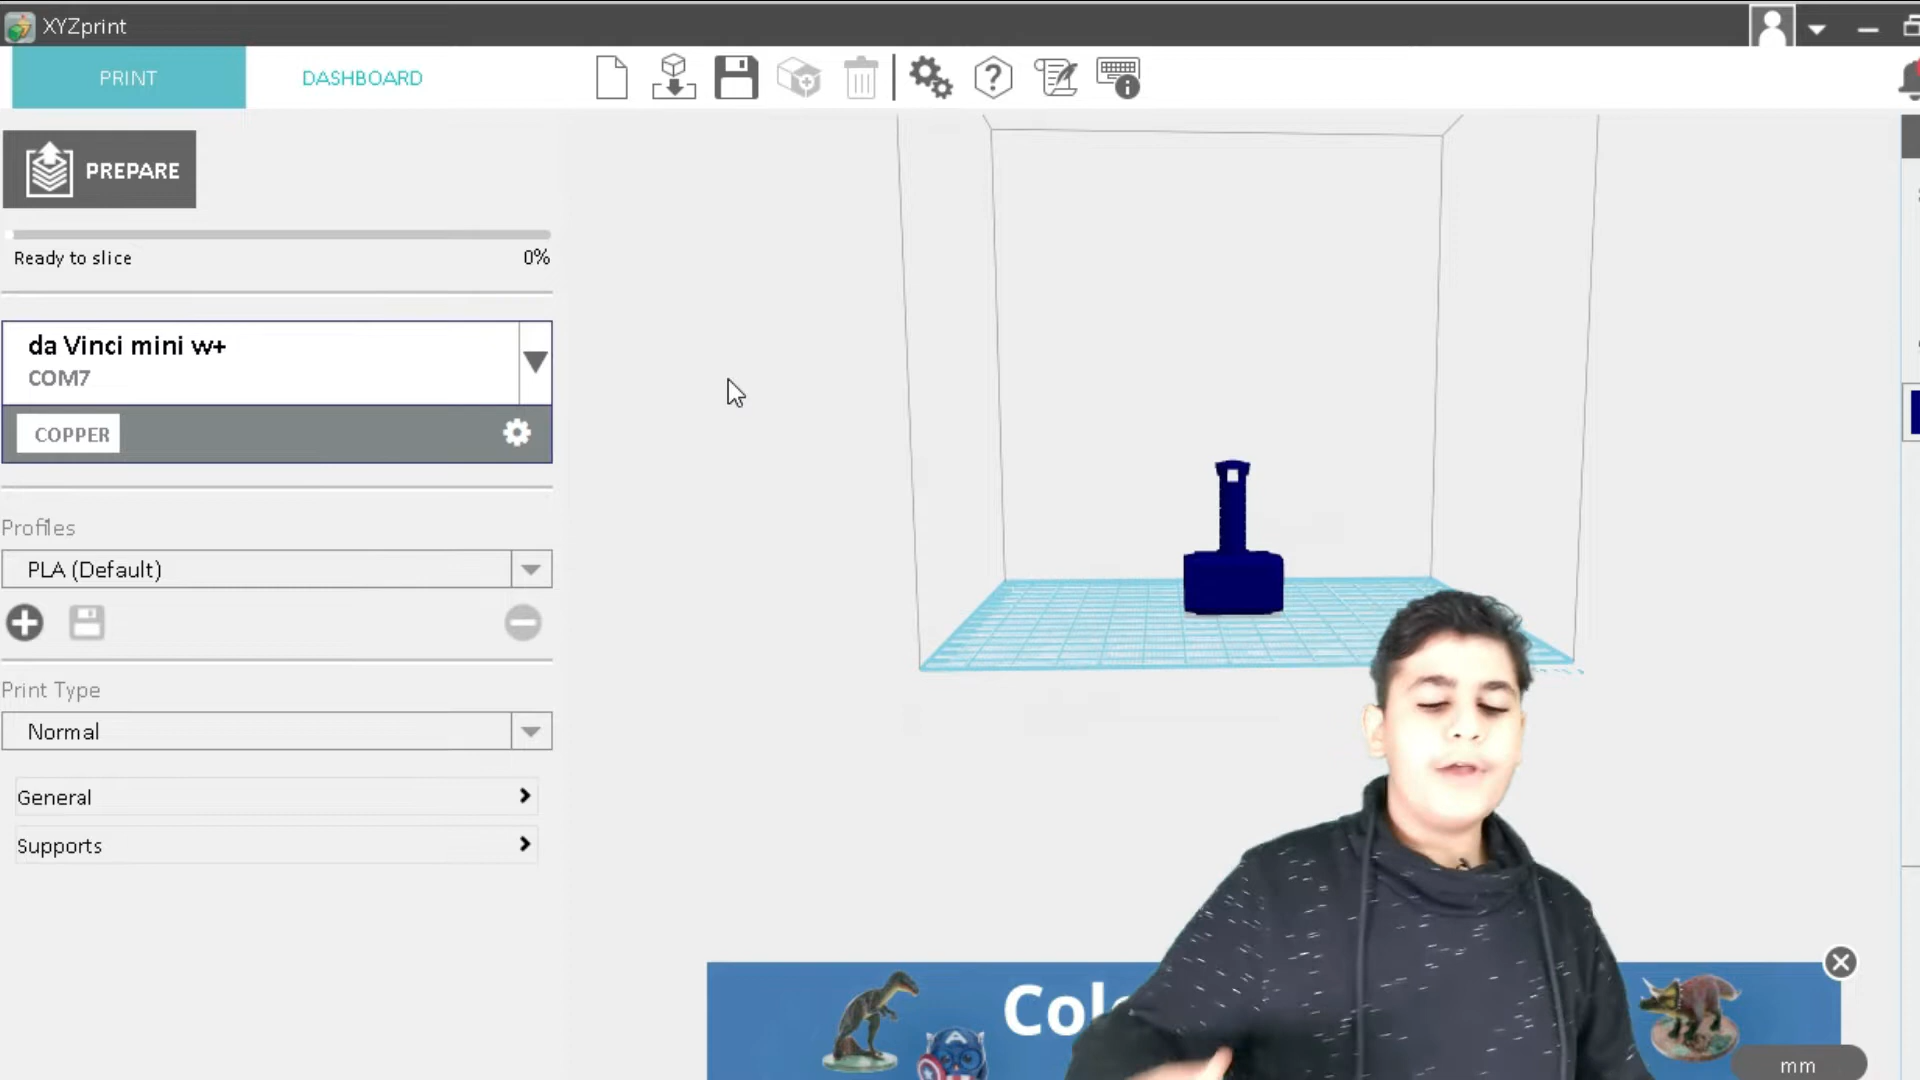 XYZprint
PRINT
DASHBOARD
PREPARE
Ready to slice
0%
da Vinci mini w+
COM7
COPPER
Profiles
PLA (Default)
Print Type
Normal
General
Supports
mm